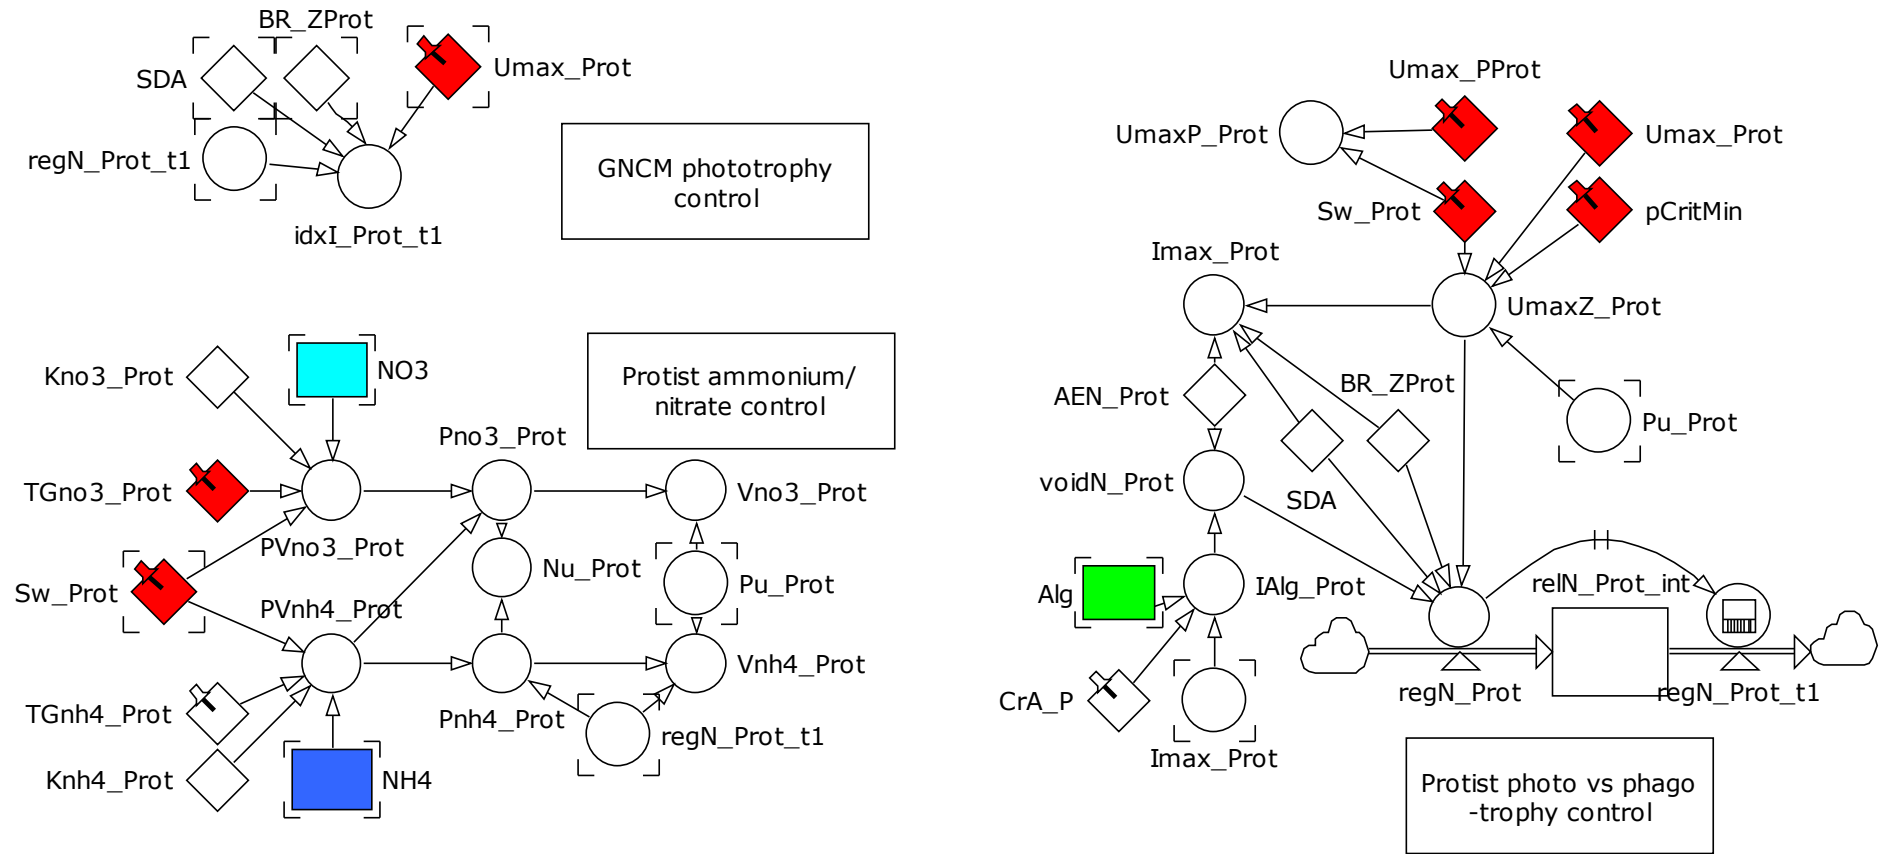 BR_ZProt
SDA
Umax_Prot
regN_Prot_t1
idxI_Prot_t1
GNCM phototrophy
control
Kno3_Prot
NO3
Protist ammonium/
nitrate control
Pno3_Prot
TGno3_Prot
Vno3_Prot
PVno3_Prot
Nu_Prot
Pu_Prot
Sw_Prot
PVnh4_Prot
Vnh4_Prot
TGnh4_Prot
Pnh4_Prot
regN_Prot_t1
Knh4_Prot
NH4
Umax_PProt
UmaxP_Prot
Umax_Prot
Sw_Prot
pCritMin
Imax_Prot
UmaxZ_Prot
AEN_Prot
BR_ZProt
Pu_Prot
voidN_Prot
SDA
Alg
IAlg_Prot
relN_Prot_int
CrA_P
regN_Prot
regN_Prot_t1
Imax_Prot
Protist photo vs phago
-trophy control